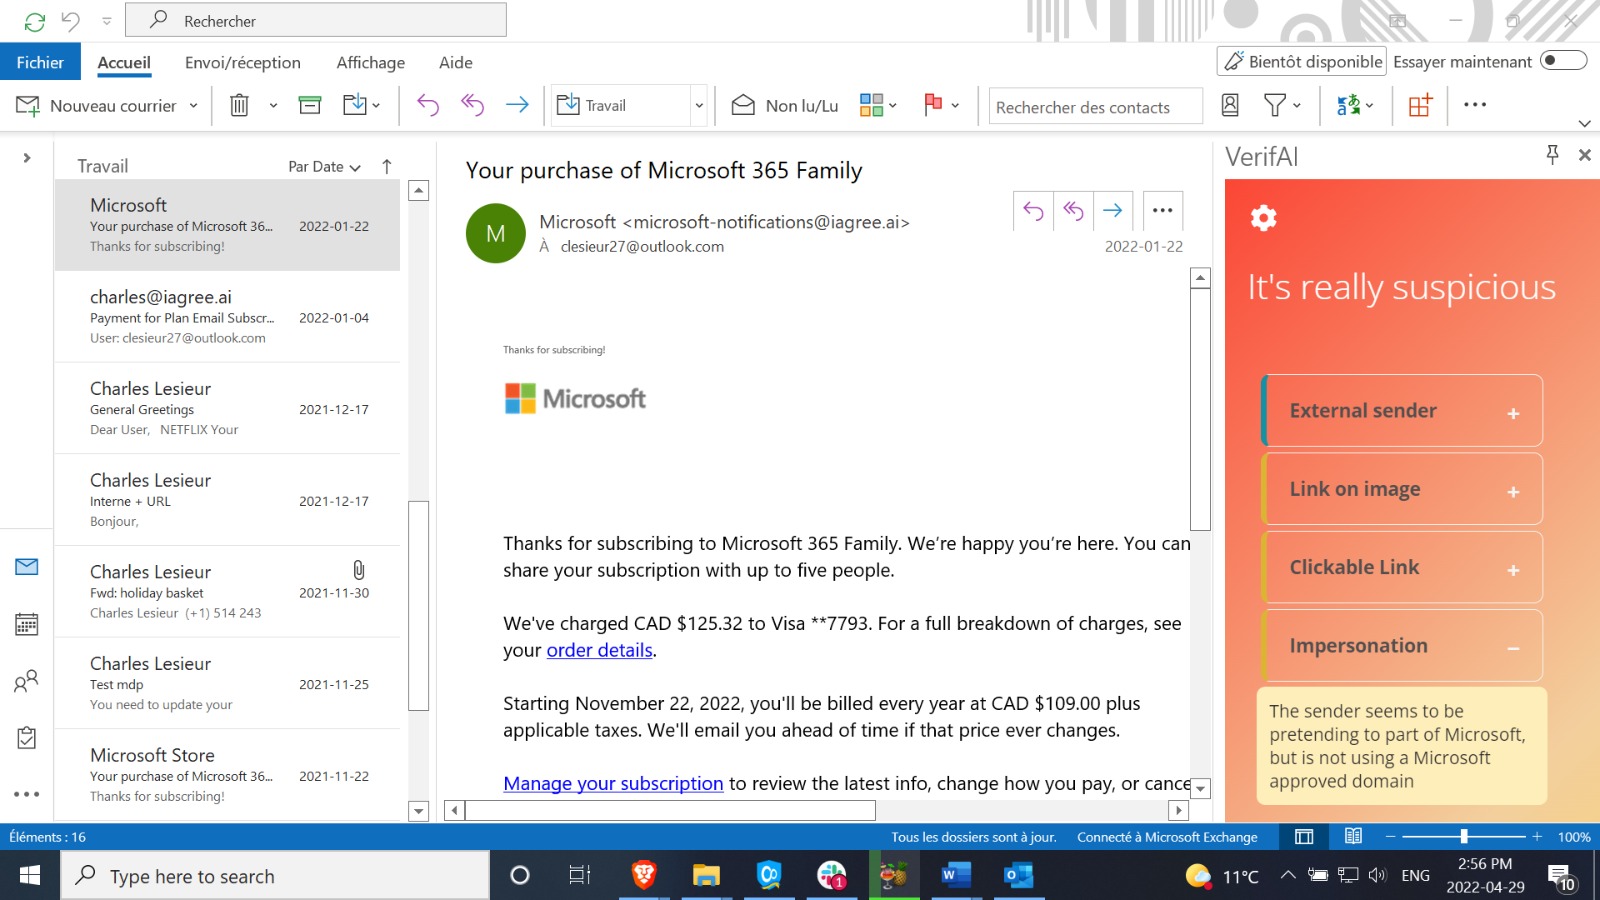 Rechercher
Fichier
Accueil
Envoi/réception
Affichage
Aide
Bientôt disponible
Essayer maintenant
Nouveau courrier
Travail
Non lu/Lu
Rechercher des contacts
Travail
Par Date
Microsoft
Your purchase of Microsoft 36...
2022-01-22
Thanks for subscribing!
charles@iagree.ai
Payment for Plan Email Subscr...
2022-01-04
User: clesieur27@outlook.com
Charles Lesieur
General Greetings
2021-12-17
Dear User, NETFLIX Your
Charles Lesieur
Interne + URL
2021-12-17
Bonjour,
Charles Lesieur
Fwd: holiday basket
2021-11-30
Charles Lesieur (+1) 514 243
Charles Lesieur
Test mdp
2021-11-25
You need to update your
Microsoft Store
Your purchase of Microsoft 36...
2021-11-22
Thanks for subscribing!
Your purchase of Microsoft 365 Family
M
Microsoft <microsoft-notifications@iagree.ai>
À clesieur27@outlook.com
2022-01-22
Thanks for subscribing!
Microsoft
Thanks for subscribing to Microsoft 365 Family. We're happy you're here. You can
share your subscription with up to five people.
We've charged CAD $125.32 to Visa **7793. For a full breakdown of charges, see
your order details.
Starting November 22, 2022, you'll be billed every year at CAD $109.00 plus
applicable taxes. We'll email you ahead of time if that price ever changes.
Manage your subscription to review the latest info, change how you pay, or cance
VerifAI
It's really suspicious
External sender +
Link on image +
Clickable Link +
Impersonation −
The sender seems to be
pretending to part of Microsoft,
but is not using a Microsoft
approved domain
Éléments : 16
Tous les dossiers sont à jour.
Connecté à Microsoft Exchange
100%
Type here to search
1
11°C
ENG
2:56 PM
2022-04-29
10